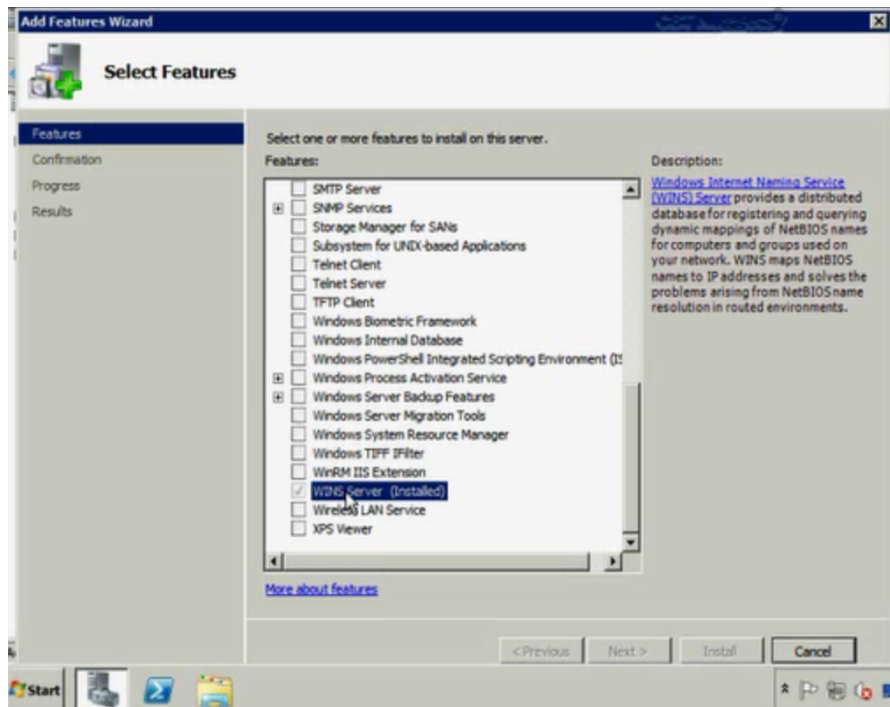 Add Features Wizard
Select Features
Features
Confirmation
Progress
Results
Select one or more features to install on this server.
Features:
SMTP Server
SNMP Services
Storage Manager for SANs
Subsystem for UNIX-based Applications
Telnet Client
Telnet Server
TFTP Client
Windows Biometric Framework
Windows Internal Database
Windows PowerShell Integrated Scripting Environment (IS
Windows Process Activation Service
Windows Server Backup Features
Windows Server Migration Tools
Windows System Resource Manager
Windows TIFF IFilter
WinRM IIS Extension
WINS Server (Installed)
Wireless LAN Service
XPS Viewer
More about features
Description:
Windows Internet Naming Service
(WINS) Server provides a distributed
database for registering and querying
dynamic mappings of NetBIOS names
for computers and groups used on
your network. WINS maps NetBIOS
names to IP addresses and solves the
problems arising from NetBIOS name
resolution in routed environments.
< Previous
Next >
Install
Cancel
Start